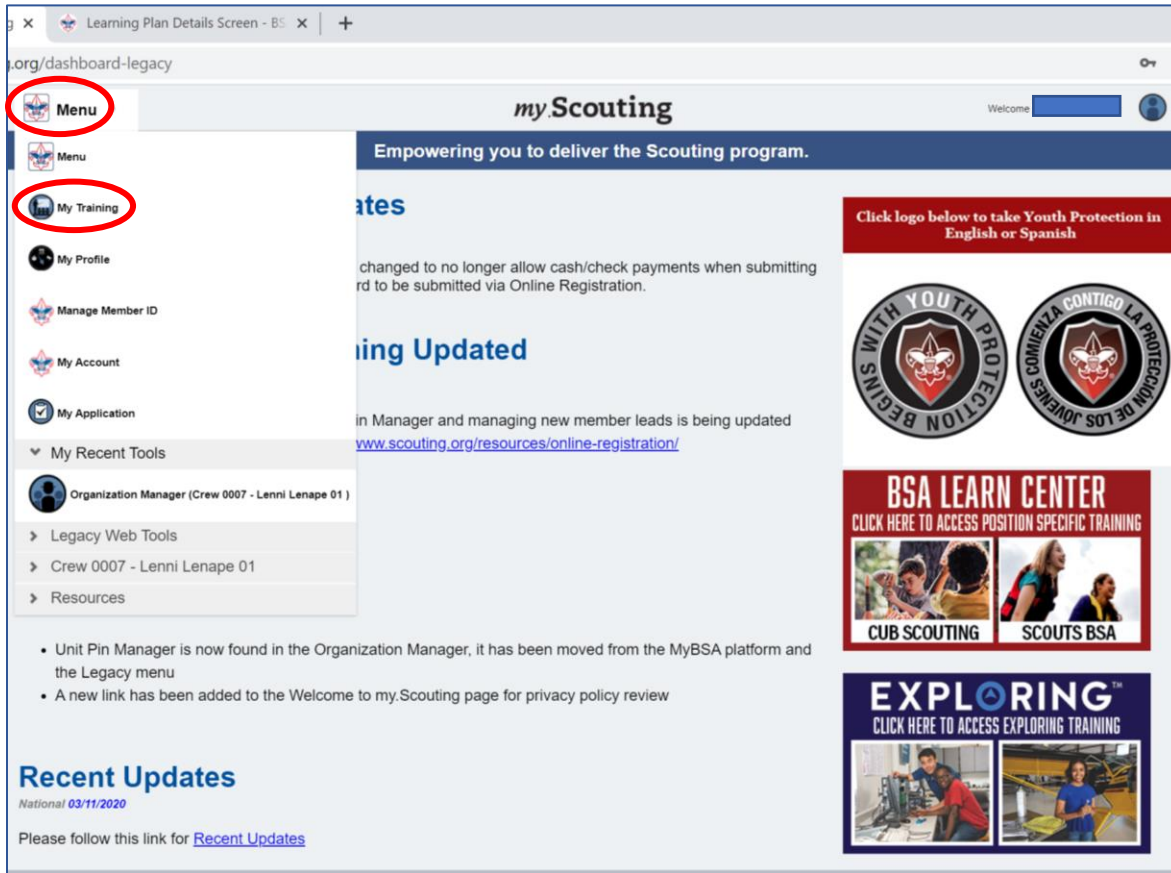 g
Learning Plan Details Screen - BS
.org/dashboard-legacy
Menu
my.Scouting
Welcome
Menu
My Training
My Profile
Manage Member ID
My Account
My Application
My Recent Tools
Organization Manager (Crew 0007 - Lenni Lenape 01 )
Legacy Web Tools
Crew 0007 - Lenni Lenape 01
Resources
Empowering you to deliver the Scouting program.
ates
changed to no longer allow cash/check payments when submitting
rd to be submitted via Online Registration.
ing Updated
in Manager and managing new member leads is being updated
www.scouting.org/resources/online-registration/
• Unit Pin Manager is now found in the Organization Manager, it has been moved from the MyBSA platform and
the Legacy menu
• A new link has been added to the Welcome to my.Scouting page for privacy policy review
Recent Updates
National 03/11/2020
Please follow this link for Recent Updates
Click logo below to take Youth Protection in
English or Spanish
YOUTH PROTECTION BEGINS WITH YOU
LA PROTECCIÓN DE LOS JÓVENES COMIENZA CONTIGO
BSA LEARN CENTER
CLICK HERE TO ACCESS POSITION SPECIFIC TRAINING
CUB SCOUTING
SCOUTS BSA
EXPLORING™
CLICK HERE TO ACCESS EXPLORING TRAINING